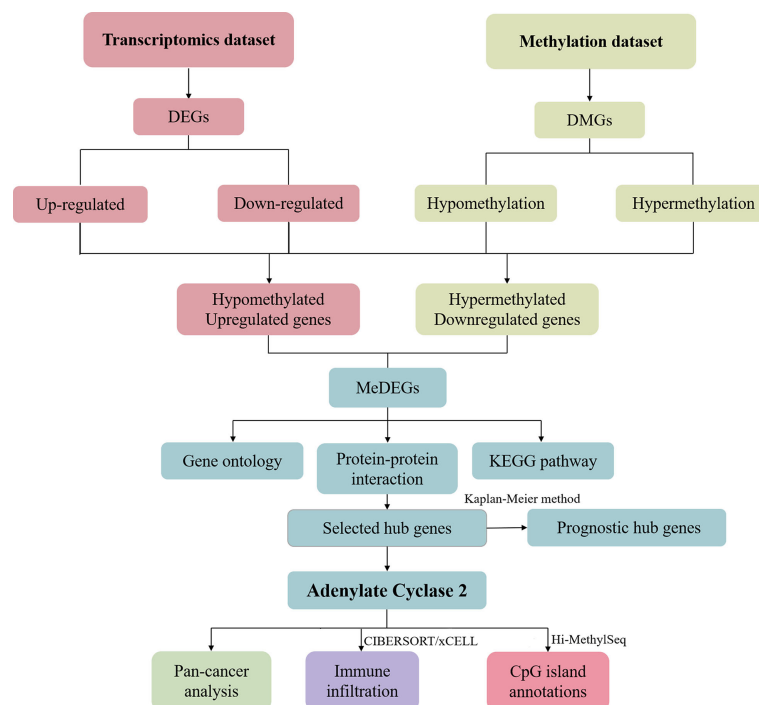 Transcriptomics dataset
Methylation dataset
DEGs
DMGs
Up-regulated
Down-regulated
Hypomethylation
Hypermethylation
Hypomethylated
Upregulated genes
Hypermethylated
Downregulated genes
MeDEGs
Gene ontology
Protein-protein
interaction
KEGG pathway
Kaplan-Meier method
Selected hub genes
Prognostic hub genes
Adenylate Cyclase 2
CIBERSORT/xCELL
Hi-MethylSeq
Pan-cancer
analysis
Immune
infiltration
CpG island
annotations